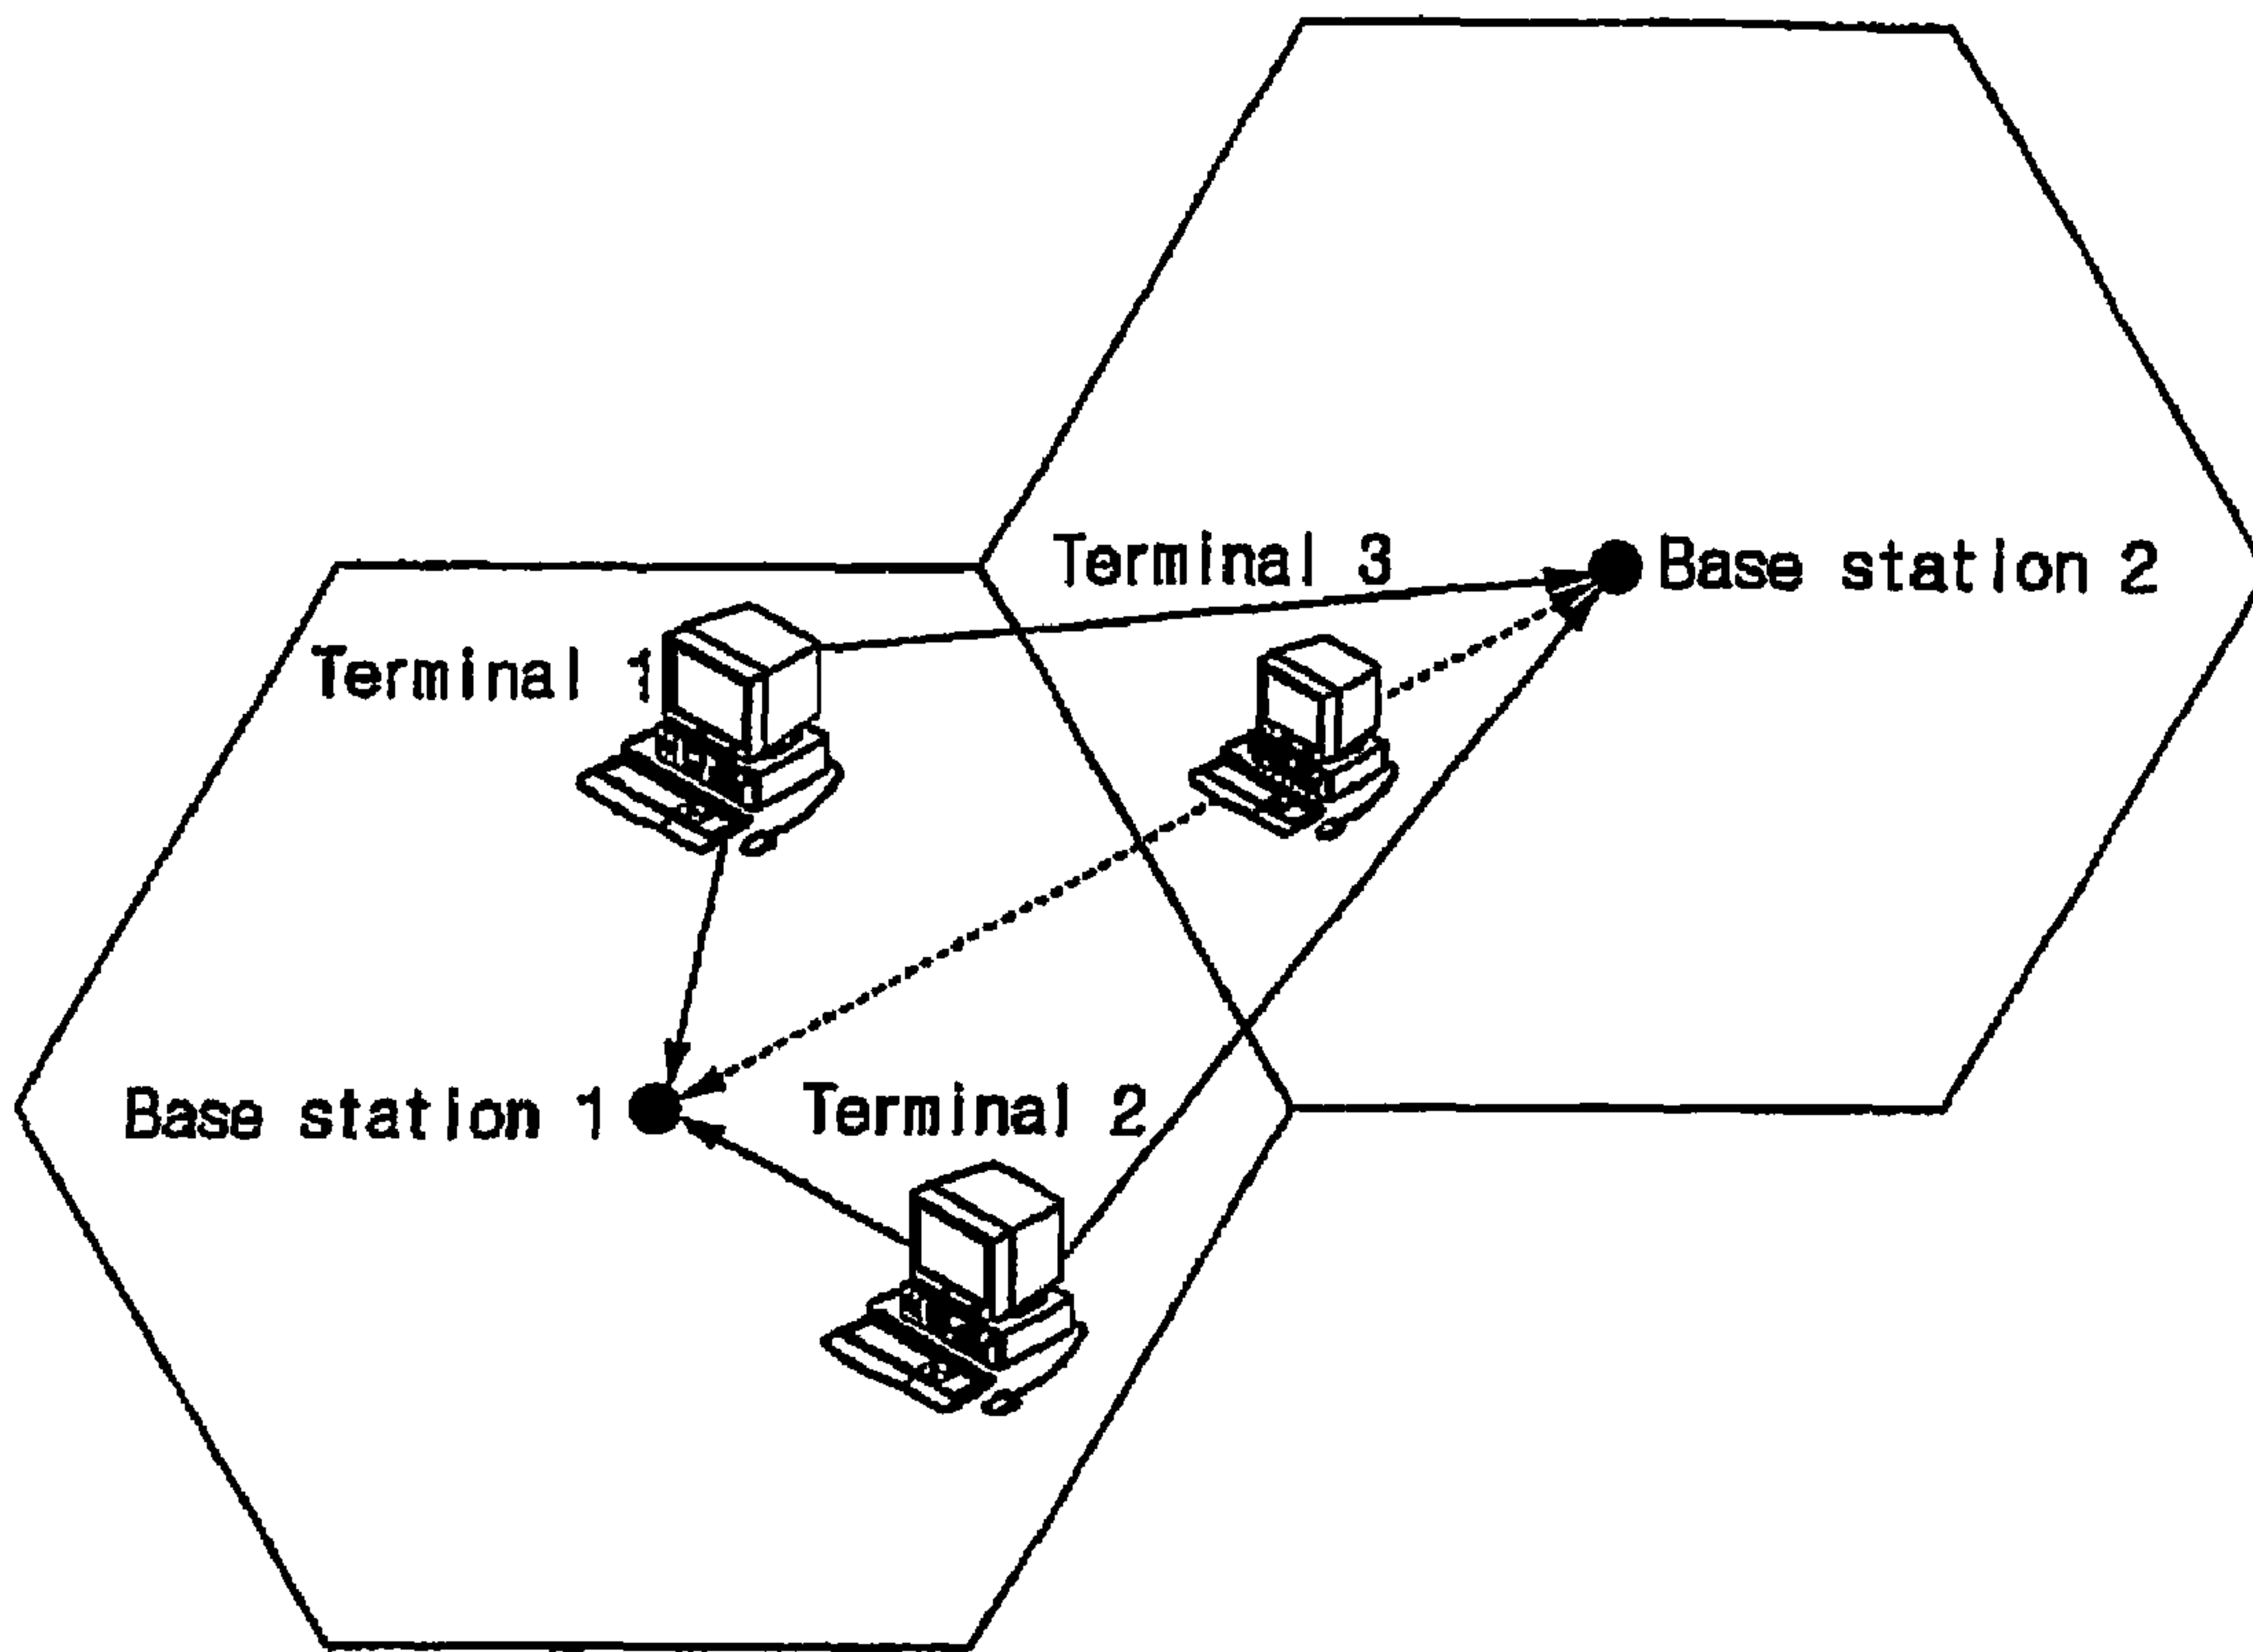 Terminal 3
Base station 2
Terminal 1
Base station 1
Terminal 2